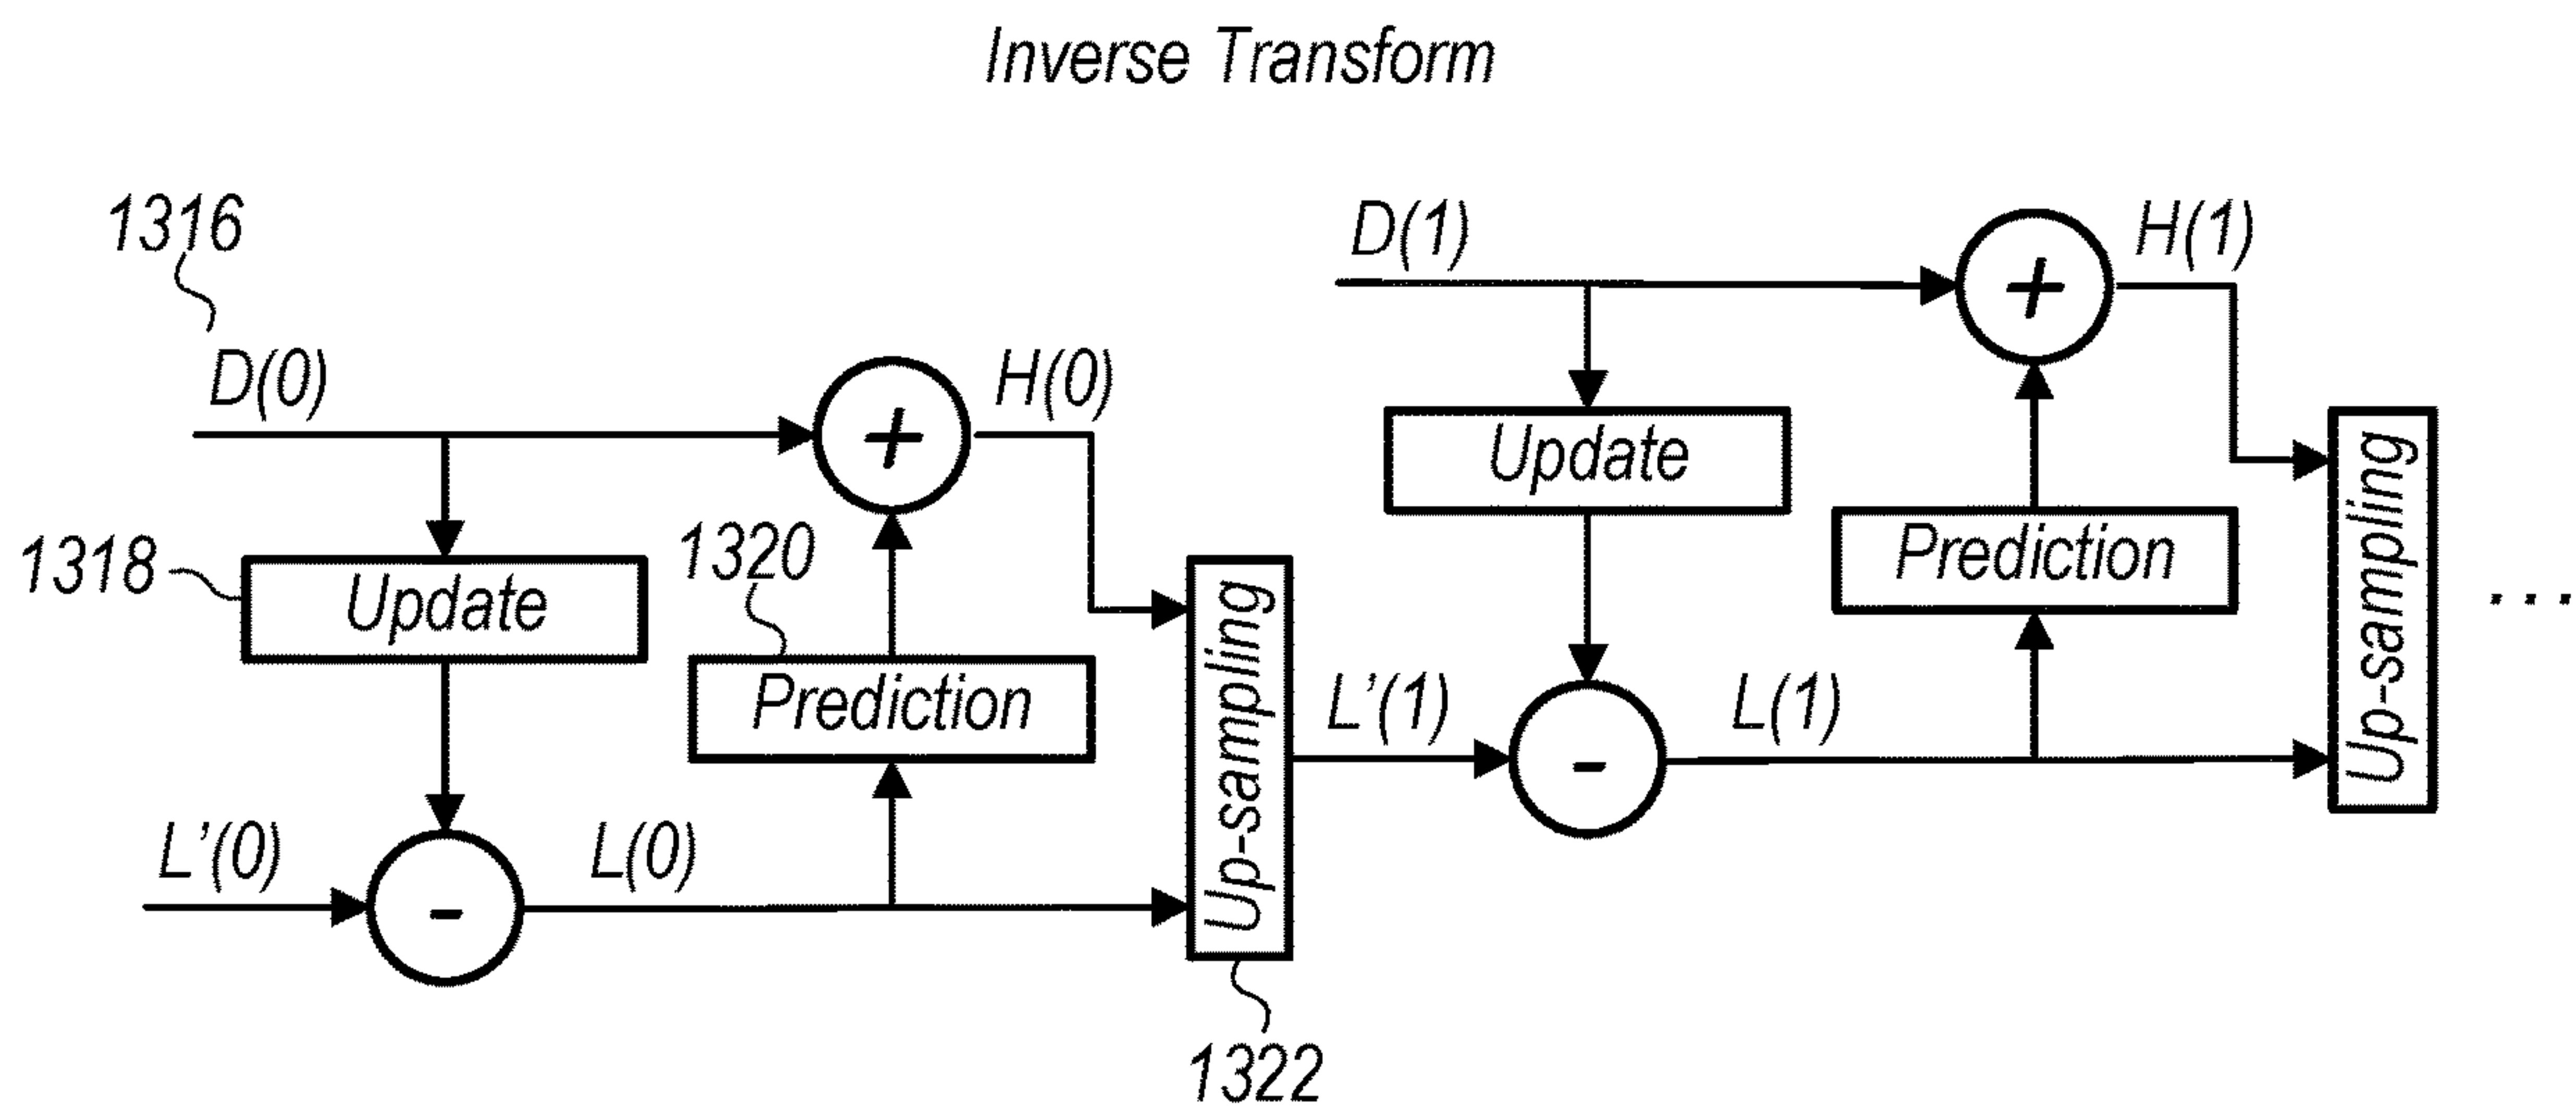 Inverse Transform
1316
D(0)
+
H(0)
1318
Update
1320
Prediction
L'(0)
-
L(0)
Up-sampling
1322
D(1)
+
H(1)
Update
Prediction
L'(1)
-
L(1)
Up-sampling
...